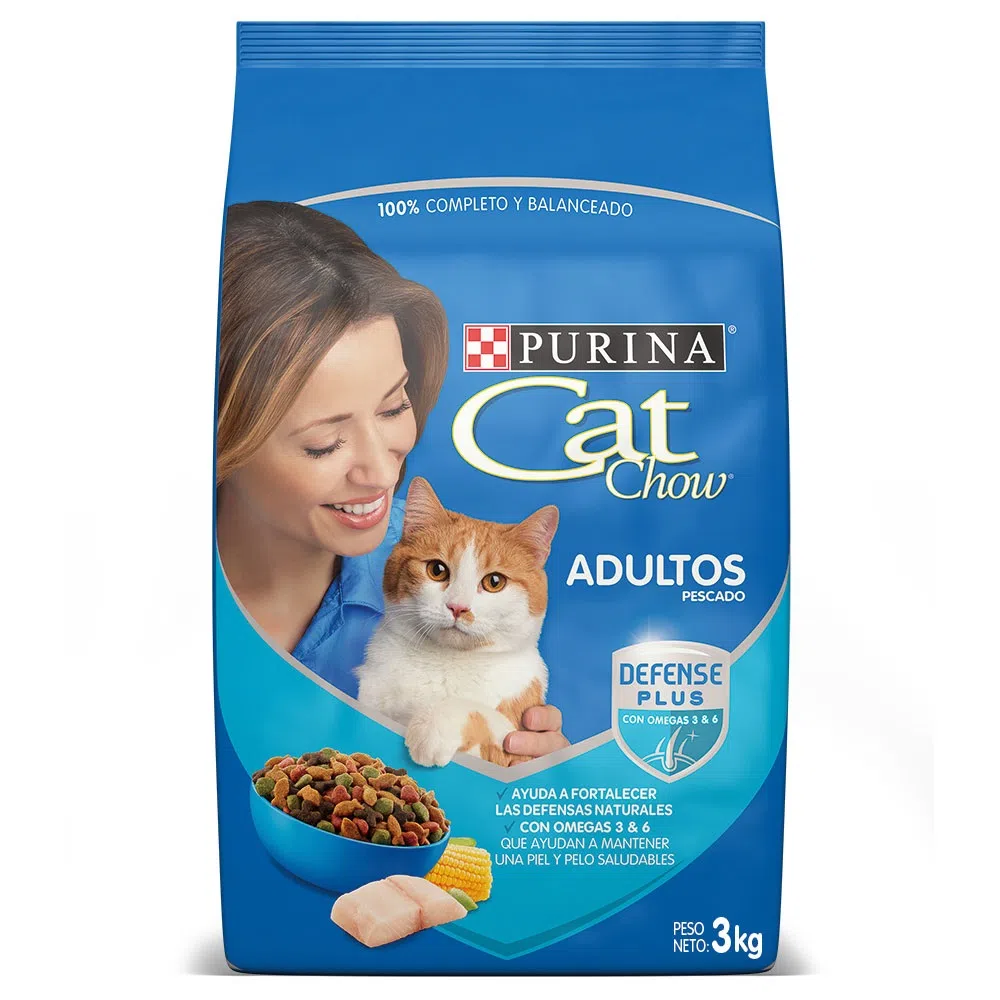 100% COMPLETO Y BALANCEADO
PURINA®
Cat
Chow®
ADULTOS
PESCADO
DEFENSE
PLUS
CON OMEGAS 3 & 6
✓ AYUDA A FORTALECER
LAS DEFENSAS NATURALES
✓ CON OMEGAS 3 & 6
QUE AYUDAN A MANTENER
UNA PIEL Y PELO SALUDABLES
PESO
NETO: 3kg